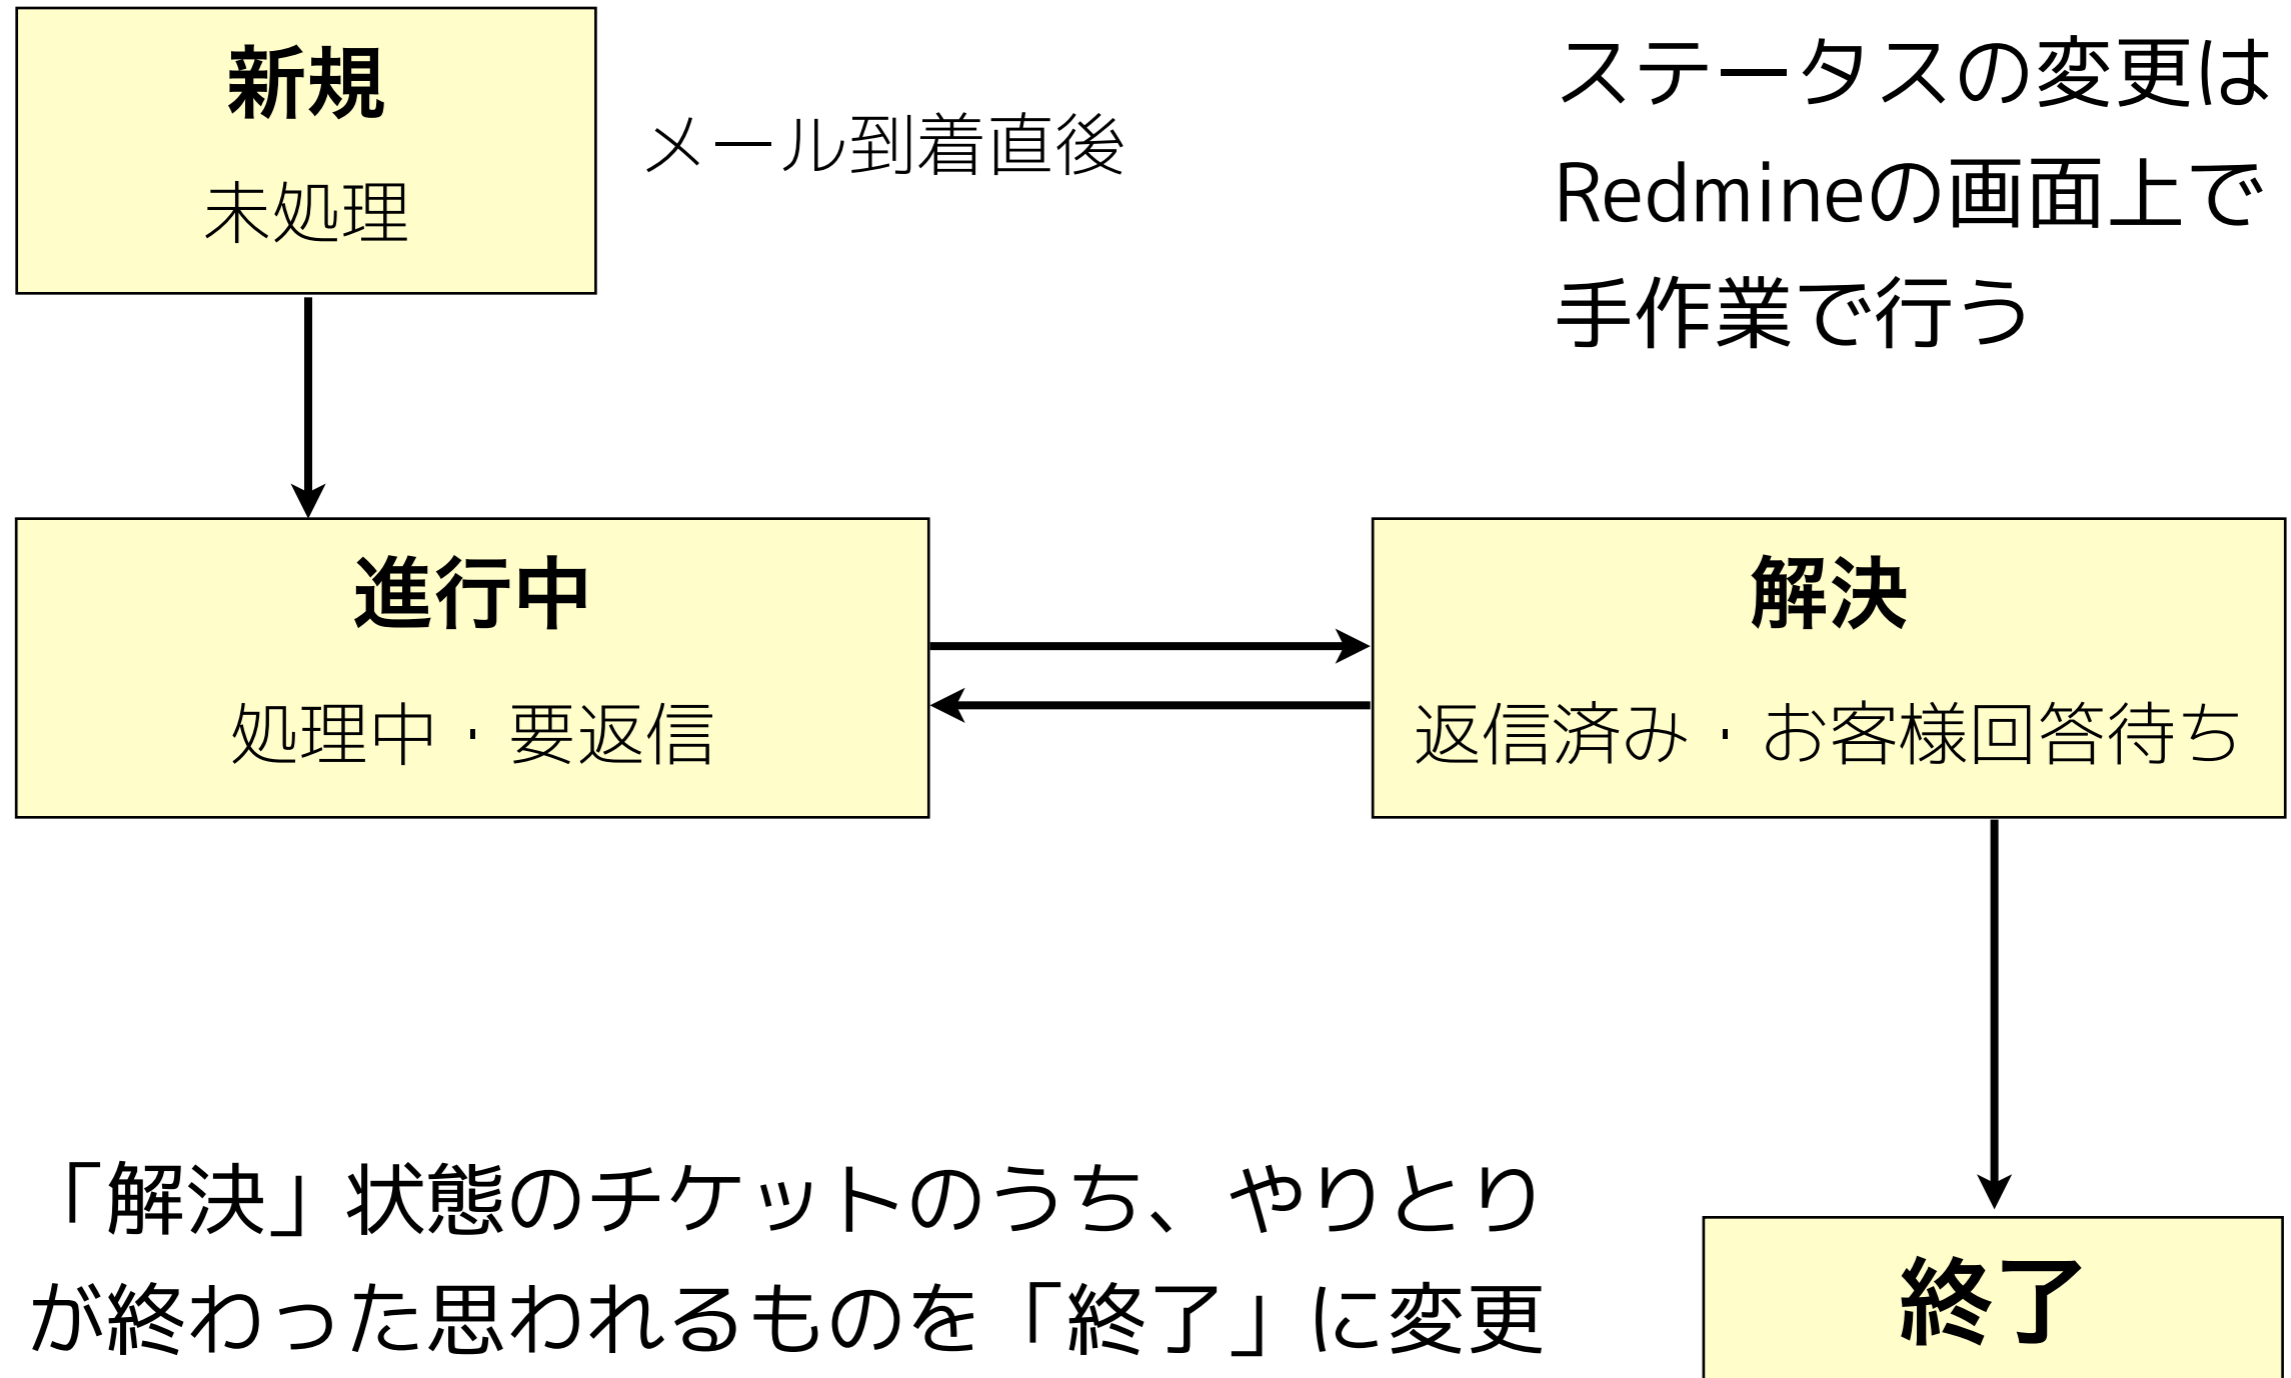 新規
未処理
メール到着直後
ステータスの変更は
Redmineの画面上で
手作業で行う
進行中
処理中・要返信
解決
返信済み・お客様回答待ち
「解決」状態のチケットのうち、やりとり
が終わった思われるものを「終了」に変更
終了